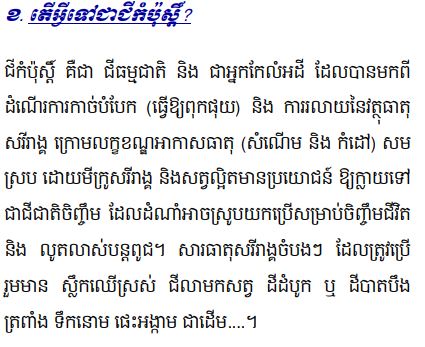 ខ. តើអ្វីទៅជាជីកំប៉ុស្តិ៍?
ជីកំប៉ុស្តិ៍ គឺជា ជីធម្មជាតិ និង ជាអ្នកកែលំអដី ដែលបានមកពី
ដំណើរការកាច់បំបែក (ធ្វើឱ្យពុកផុយ) និង ការរលាយនៃវត្ថុធាតុ
សរីរាង្គ ក្រោមលក្ខខណ្ឌអាកាសធាតុ (សំណើម និង កំដៅ) សម
ស្រប ដោយមីក្រូសរីរាង្គ និងសត្វល្អិតមានប្រយោជន៍ ឱ្យក្លាយទៅ
ជាជីជាតិចិញ្ចឹម ដែលដំណាំអាចស្រូបយកប្រើសម្រាប់ចិញ្ចឹមជីវិត
និង លូតលាស់បន្តពូជ។ សារធាតុសរីរាង្គចំបងៗ ដែលត្រូវប្រើ
រួមមាន ស្លឹកឈើស្រស់ ជីលាមកសត្វ ដីដំបូក ឬ ដីបាតបឹង
ត្រពាំង ទឹកនោម ផេះអង្កាម ជាដើម....។